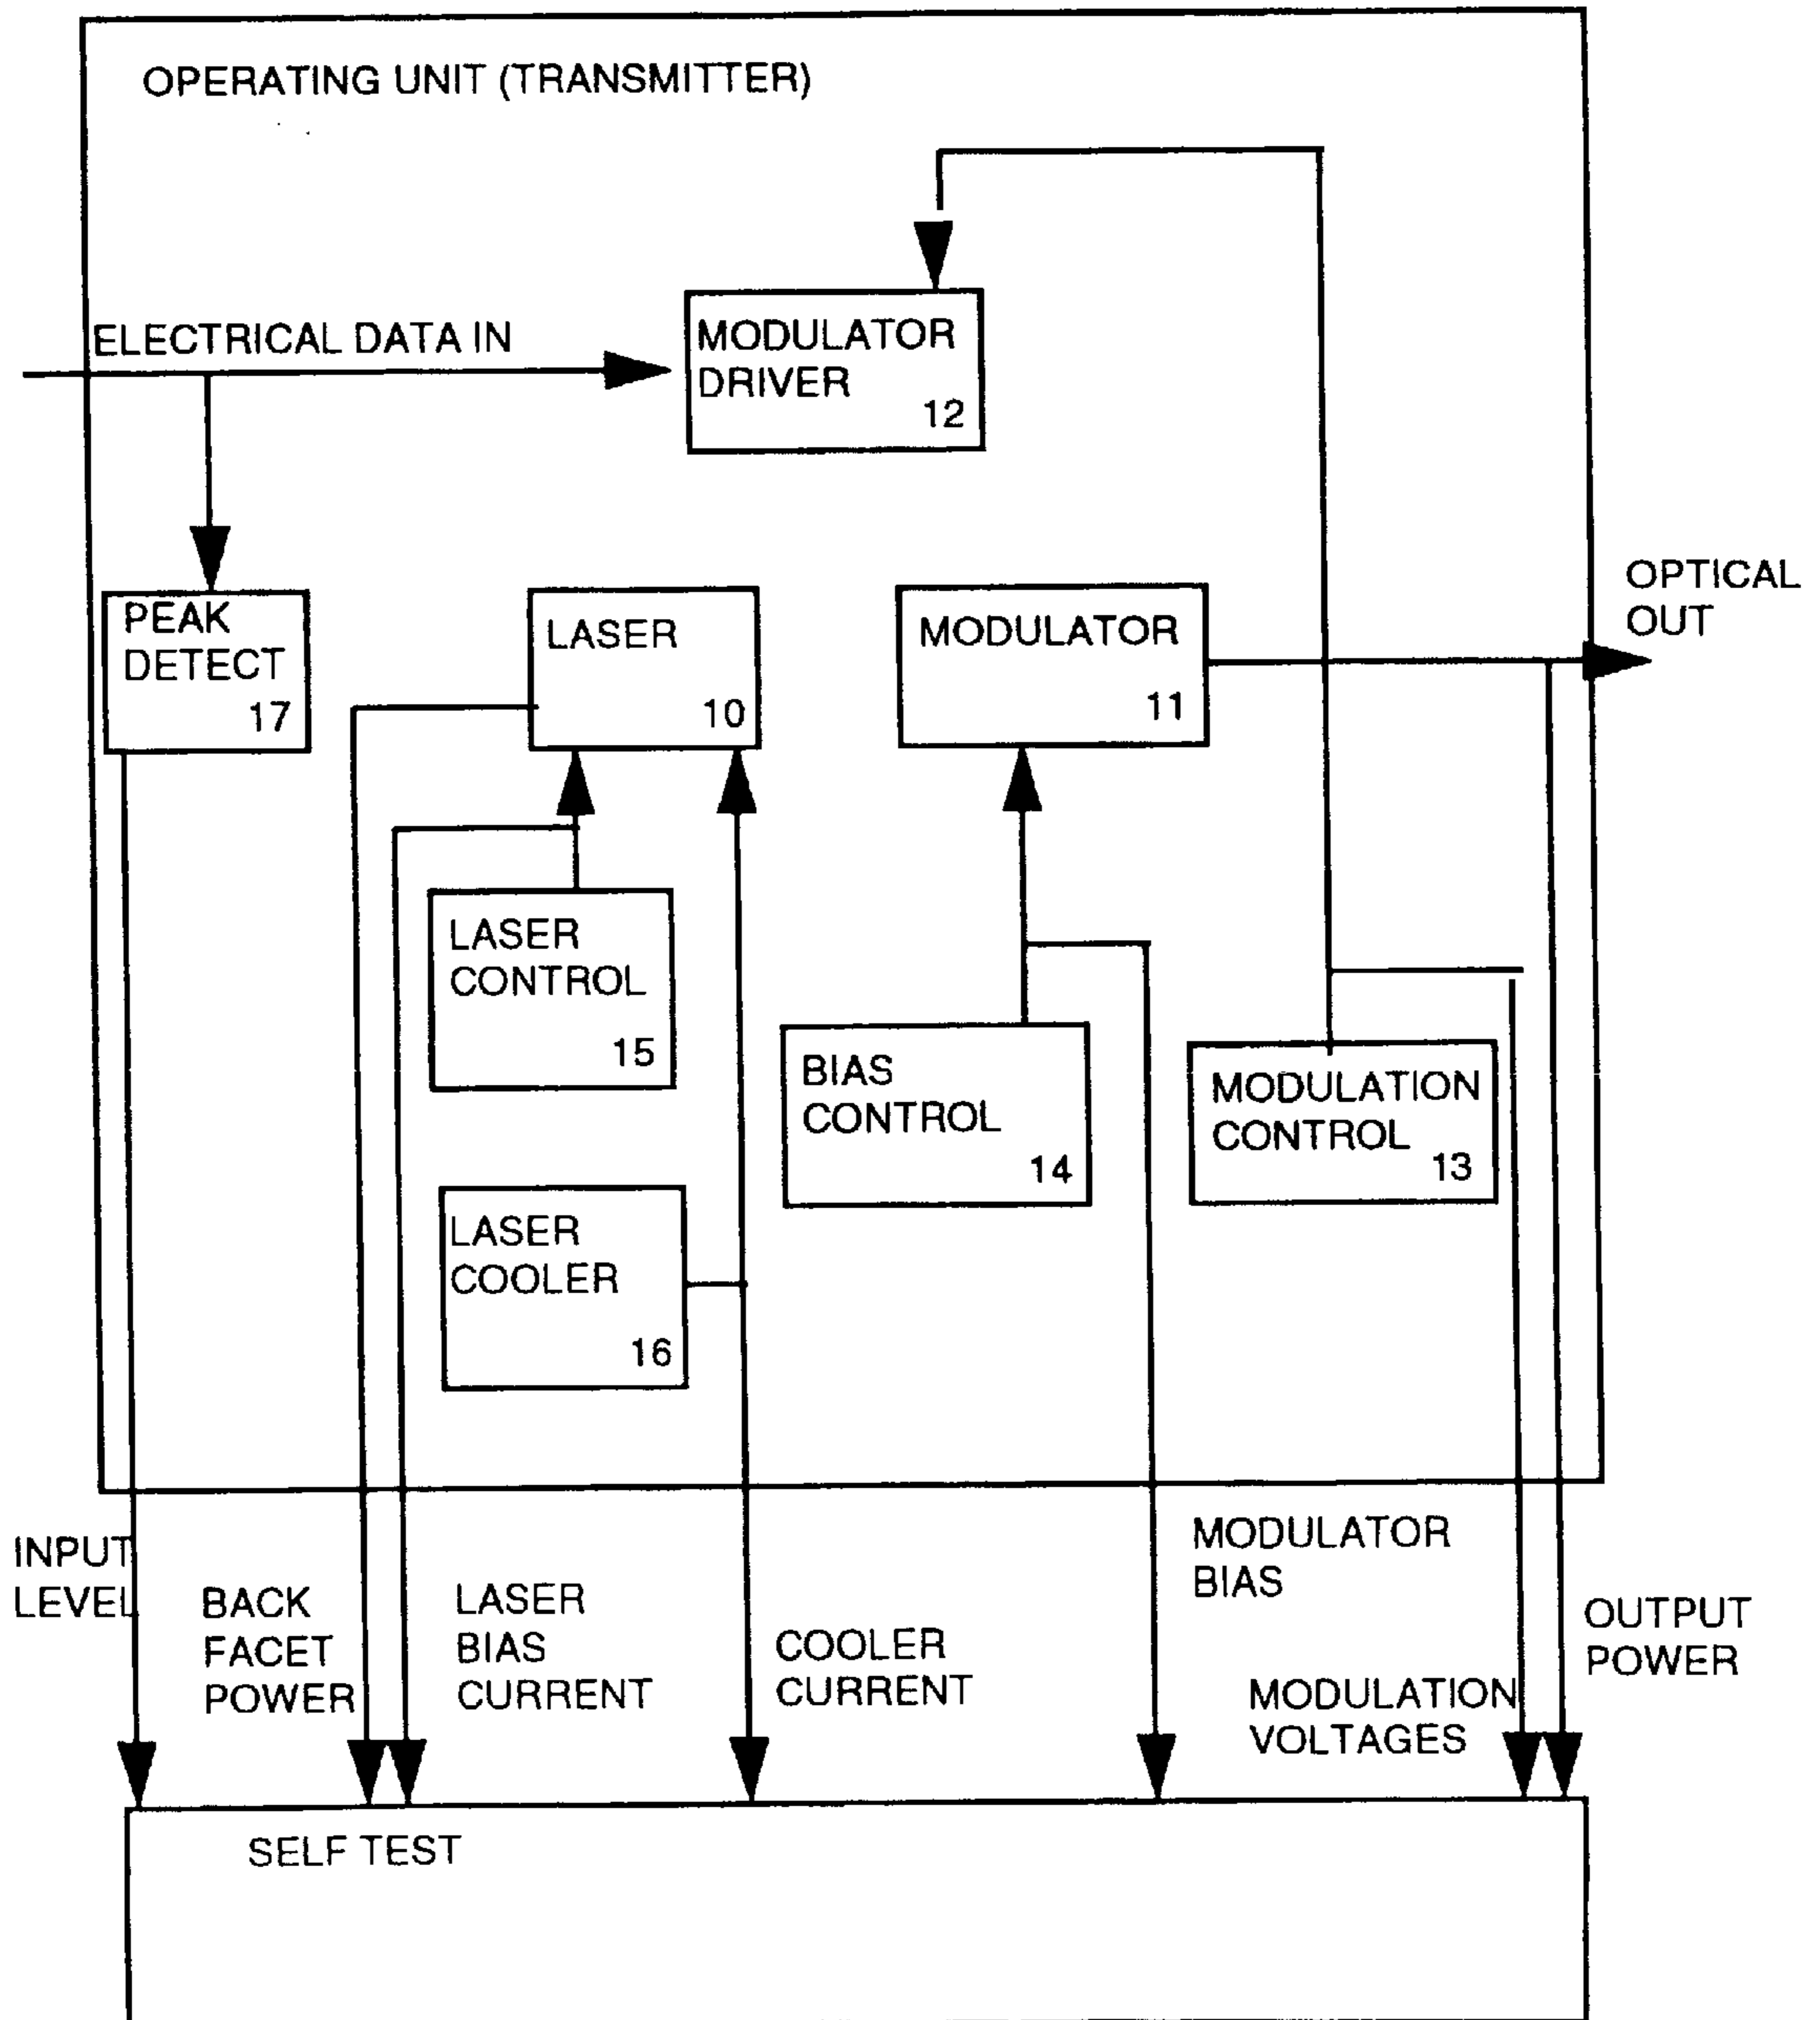 OPERATING UNIT (TRANSMITTER)
ELECTRICAL DATA IN
MODULATOR
DRIVER
12
PEAK
DETECT
17
LASER
10
MODULATOR
11
OPTICAL
OUT
LASER
CONTROL
15
BIAS
CONTROL
14
MODULATION
CONTROL
13
LASER
COOLER
16
INPUT
LEVEL
BACK
FACET
POWER
LASER
BIAS
CURRENT
COOLER
CURRENT
MODULATOR
BIAS
MODULATION
VOLTAGES
OUTPUT
POWER
SELF TEST